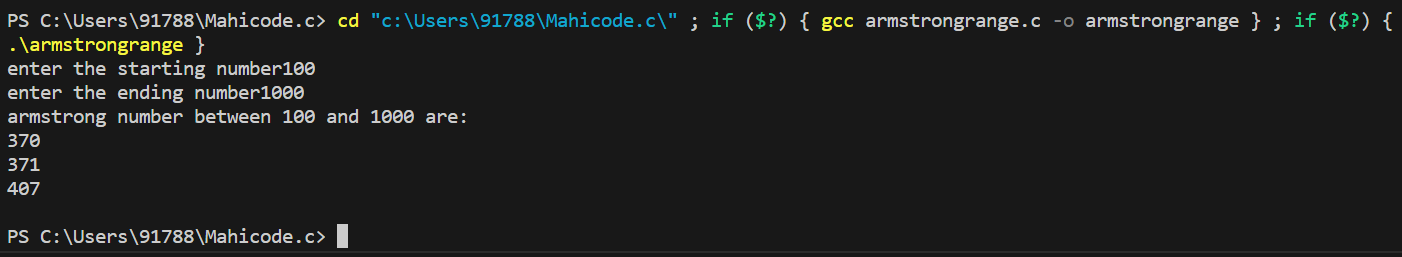 PS C:\Users\91788\Mahicode.c> cd "c:\Users\91788\Mahicode.c\" ; if ($?) { gcc armstrongrange.c -o armstrongrange } ; if ($?) {
.\armstrongrange }
enter the starting number100
enter the ending number1000
armstrong number between 100 and 1000 are:
370
371
407
PS C:\Users\91788\Mahicode.c>